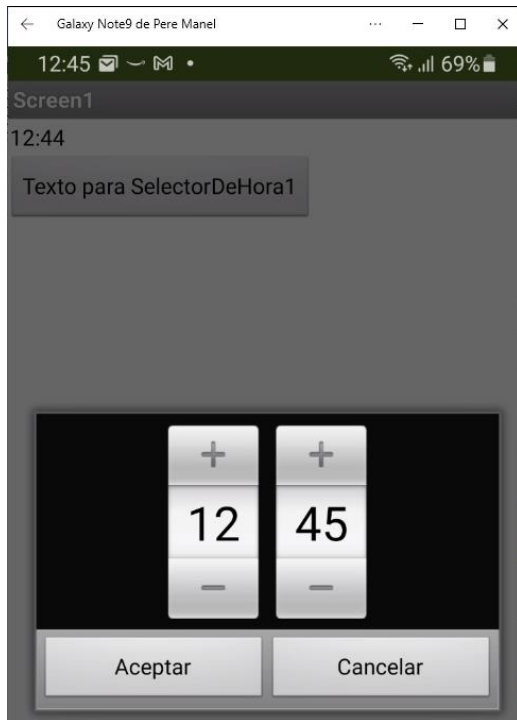 Galaxy Note9 de Pere Manel
12:45 69%
Screen1
12:44
Texto para SelectorDeHora1
+ +
12 45
− −
Aceptar Cancelar